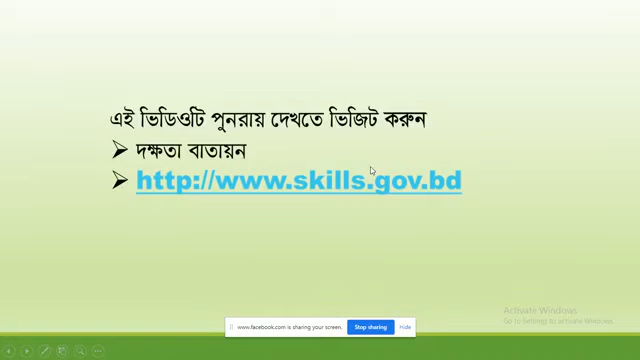 এই ভিডিওটি পুনরায় দেখতে ভিজিট করুন
দক্ষতা বাতায়ন
http://www.skills.gov.bd
Activate Windows
Go to Settings to activate Windows.
www.facebook.com is sharing your screen.
Stop sharing
Hide